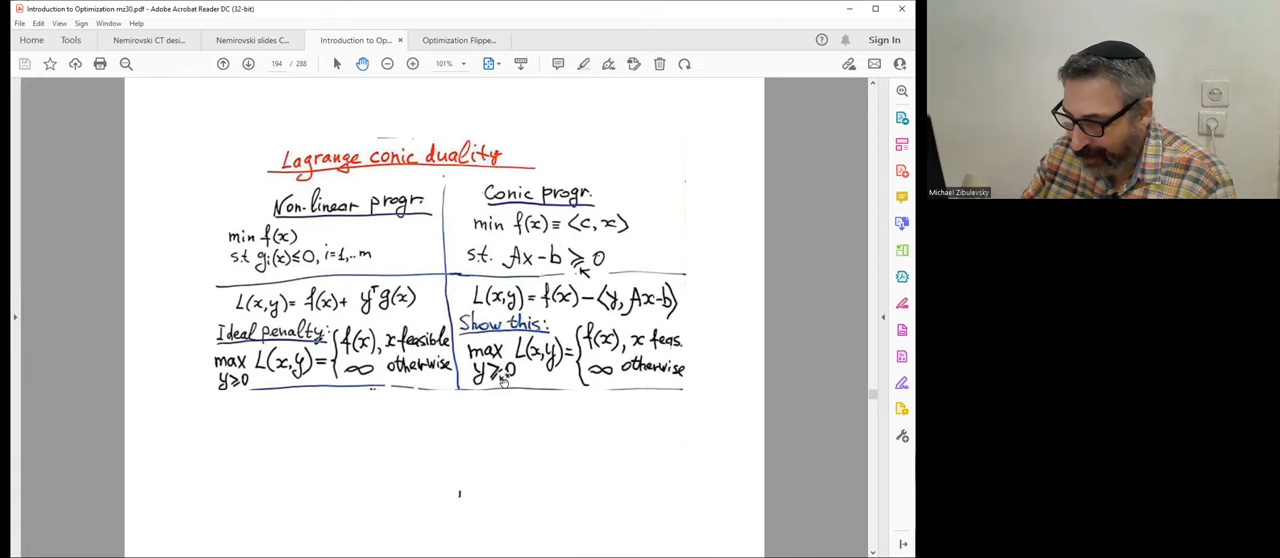 Introduction to Optimization mz30.pdf - Adobe Acrobat Reader DC (32-bit)
File Edit View Sign Window Help
Home Tools Nemirovski CT desi... Nemirovski slides C... Introduction to Op... × Optimization Flippe... Sign In
194 / 288 101%
Lagrange conic duality
Non-linear progr.
min f(x)
s.t gᵢ(x)≤0, i=1,..m
Conic progr.
min f(x) ≡ ⟨c, x⟩
s.t. Ax-b ≽ 0
L(x,y)= f(x)+ yᵀg(x)
Ideal penalty:
max L(x,y)= { f(x), x feasible
y≥0 ∞ otherwise
L(x,y)=f(x)-⟨y, Ax-b⟩
Show this:
max L(x,y)= { f(x), x feas.
y≽0 ∞ otherwise
Michael Zibulevsky